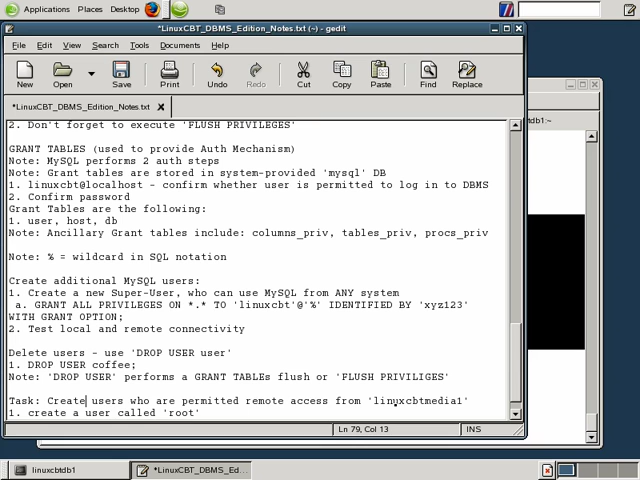 Applications Places Desktop
*LinuxCBT_DBMS_Edition_Notes.txt (~) - gedit
File Edit View Search Tools Documents Help
New Open Save Print Undo Redo Cut Copy Paste Find Replace
*LinuxCBT_DBMS_Edition_Notes.txt
tdb1:~
2. Don't forget to execute 'FLUSH PRIVILEGES'
GRANT TABLES (used to provide Auth Mechanism)
Note: MySQL performs 2 auth steps
Note: Grant tables are stored in system-provided 'mysql' DB
1. linuxcbt@localhost - confirm whether user is permitted to log in to DBMS
2. Confirm password
Grant Tables are the following:
1. user, host, db
Note: Ancillary Grant tables include: columns_priv, tables_priv, procs_priv
Note: % = wildcard in SQL notation
Create additional MySQL users:
1. Create a new Super-User, who can use MySQL from ANY system
a. GRANT ALL PRIVILEGES ON *.* TO 'linuxcbt'@'%' IDENTIFIED BY 'xyz123'
WITH GRANT OPTION;
2. Test local and remote connectivity
Delete users - use 'DROP USER user'
1. DROP USER coffee;
Note: 'DROP USER' performs a GRANT TABLEs flush or 'FLUSH PRIVILIGES'
Task: Create users who are permitted remote access from 'linuxcbtmedia1'
1. create a user called 'root'
Ln 79, Col 13 INS
linuxcbtdb1 *LinuxCBT_DBMS_Ed...